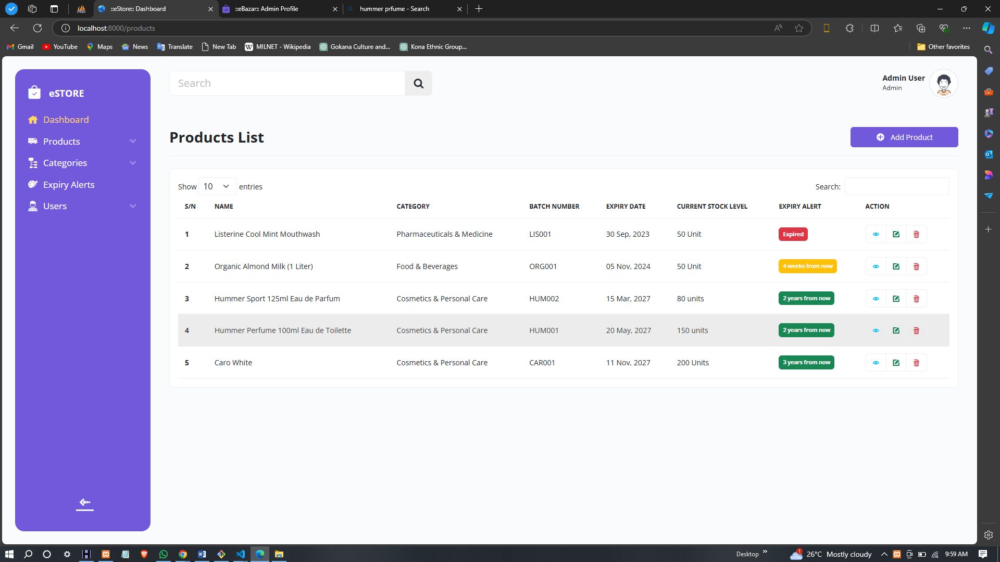 ::eStore:: Dashboard
::eBazar:: Admin Profile
hummer prfume - Search
localhost:8000/products
Gmail
YouTube
Maps
News
Translate
New Tab
MILNET - Wikipedia
Gokana Culture and...
Kona Ethnic Group...
Other favorites
eSTORE
Dashboard
Products
Categories
Expiry Alerts
Users
Search
Admin User
Admin
Products List
Add Product
Show 10 entries
Search:
S/N NAME CATEGORY BATCH NUMBER EXPIRY DATE CURRENT STOCK LEVEL EXPIRY ALERT ACTION
1 Listerine Cool Mint Mouthwash Pharmaceuticals & Medicine LIS001 30 Sep, 2023 50 Unit Expired
2 Organic Almond Milk (1 Liter) Food & Beverages ORG001 05 Nov, 2024 50 Unit 4 weeks from now
3 Hummer Sport 125ml Eau de Parfum Cosmetics & Personal Care HUM002 15 Mar, 2027 80 units 2 years from now
4 Hummer Perfume 100ml Eau de Toilette Cosmetics & Personal Care HUM001 20 May, 2027 150 units 2 years from now
5 Caro White Cosmetics & Personal Care CAR001 11 Nov, 2027 200 Units 3 years from now
Desktop
1
26°C Mostly cloudy
9:59 AM